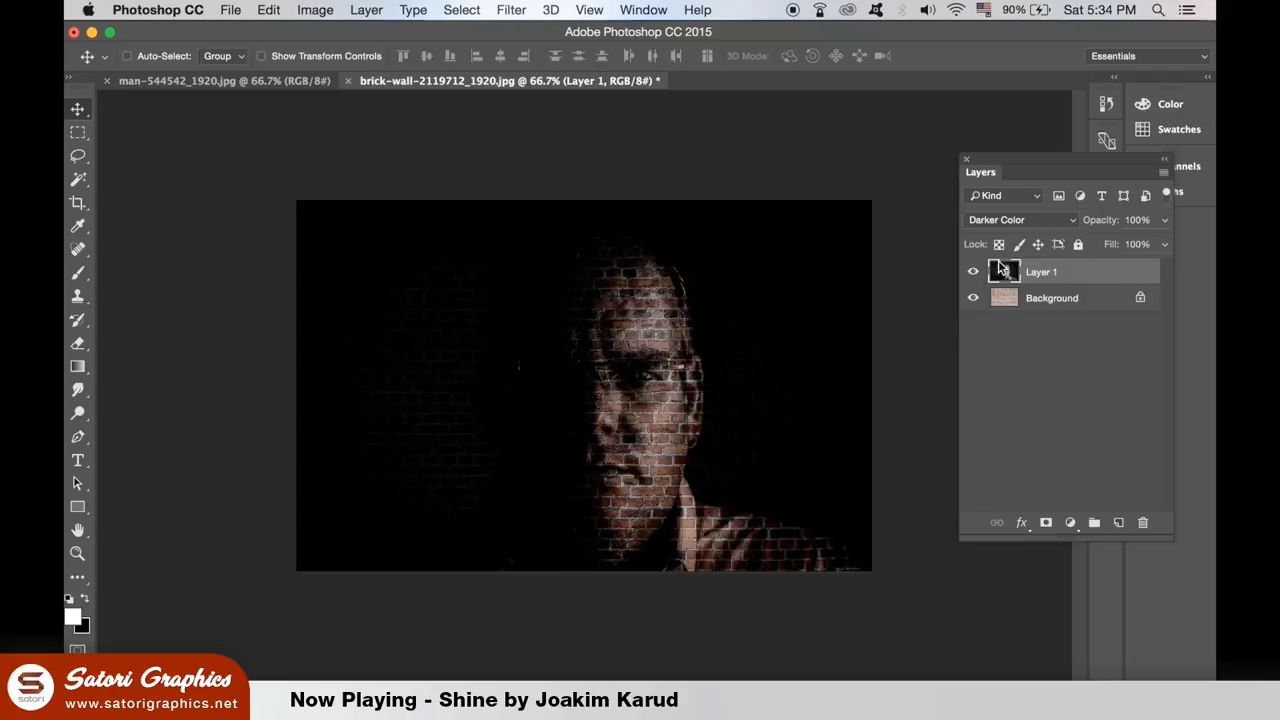 Photoshop CC File Edit Image Layer Type Select Filter 3D View Window Help 90% Sat 5:34 PM
Adobe Photoshop CC 2015
Auto-Select: Group Show Transform Controls 3D Mode: Essentials
× man-544542_1920.jpg @ 66.7% (RGB/8#) × brick-wall-2119712_1920.jpg @ 66.7% (Layer 1, RGB/8#) *
Color
Swatches
Layers
Kind
Darker Color Opacity: 100%
Lock: Fill: 100%
Layer 1
Background
fx
Satori Graphics
satori
www.satorigraphics.net
Now Playing - Shine by Joakim Karud